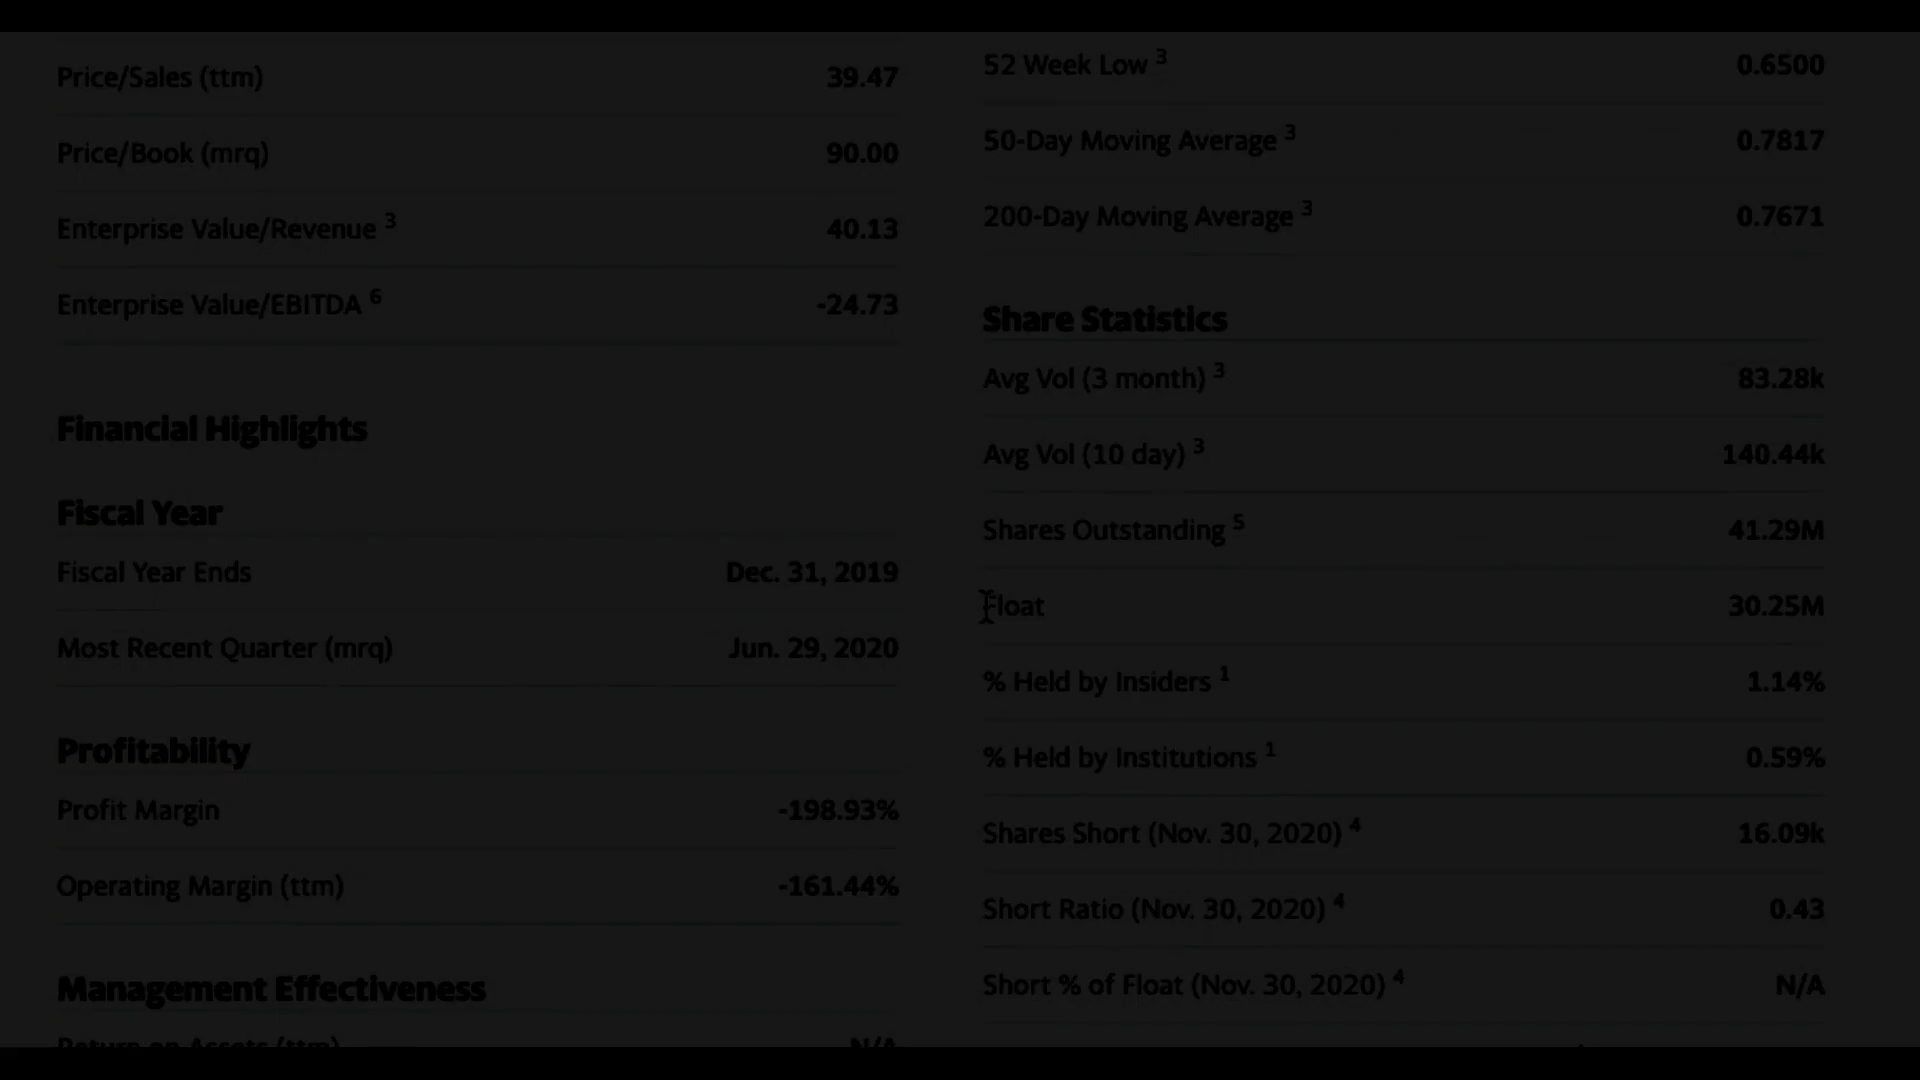 Price/Sales (ttm) 39.47
Price/Book (mrq) 90.00
Enterprise Value/Revenue 3 40.13
Enterprise Value/EBITDA 6 -24.73
Financial Highlights
Fiscal Year
Fiscal Year Ends Dec. 31, 2019
Most Recent Quarter (mrq) Jun. 29, 2020
Profitability
Profit Margin -198.93%
Operating Margin (ttm) -161.44%
Management Effectiveness
Return on Assets (ttm) N/A
52 Week Low 3 0.6500
50-Day Moving Average 3 0.7817
200-Day Moving Average 3 0.7671
Share Statistics
Avg Vol (3 month) 3 83.28k
Avg Vol (10 day) 3 140.44k
Shares Outstanding 5 41.29M
Float 30.25M
% Held by Insiders 1 1.14%
% Held by Institutions 1 0.59%
Shares Short (Nov. 30, 2020) 4 16.09k
Short Ratio (Nov. 30, 2020) 4 0.43
Short % of Float (Nov. 30, 2020) 4 N/A